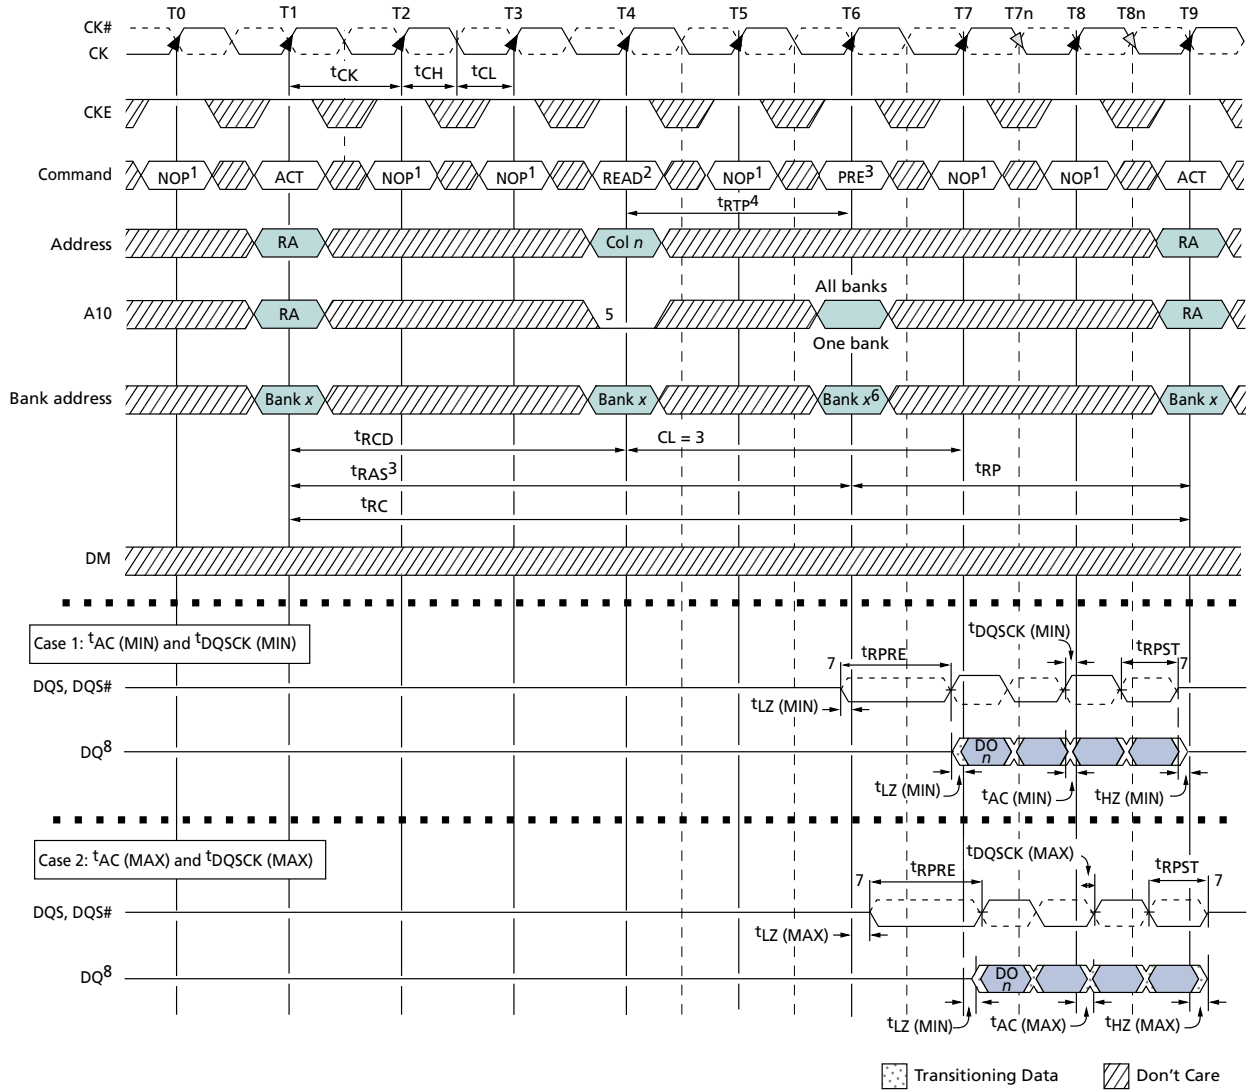 T0 T1 T2 T3 T4 T5 T6 T7 T7n T8 T8n T9
CK#
CK
tCK tCH tCL
CKE
Command NOP1 ACT NOP1 NOP1 READ2 NOP1 PRE3 NOP1 NOP1 ACT
tRTP4
Address RA Col n RA
All banks
A10 RA 5 RA
One bank
Bank address Bank x Bank x Bank x6 Bank x
tRCD CL = 3
tRAS3 tRP
tRC
DM
Case 1: tAC (MIN) and tDQSCK (MIN)
tDQSCK (MIN)
7 tRPRE tRPST 7
DQS, DQS#
tLZ (MIN)
DQ8 DO n
tLZ (MIN) tAC (MIN) tHZ (MIN)
Case 2: tAC (MAX) and tDQSCK (MAX)
tDQSCK (MAX)
7 tRPRE tRPST 7
DQS, DQS#
tLZ (MAX)
DQ8 DO n
tLZ (MIN) tAC (MAX) tHZ (MAX)
Transitioning Data Don't Care